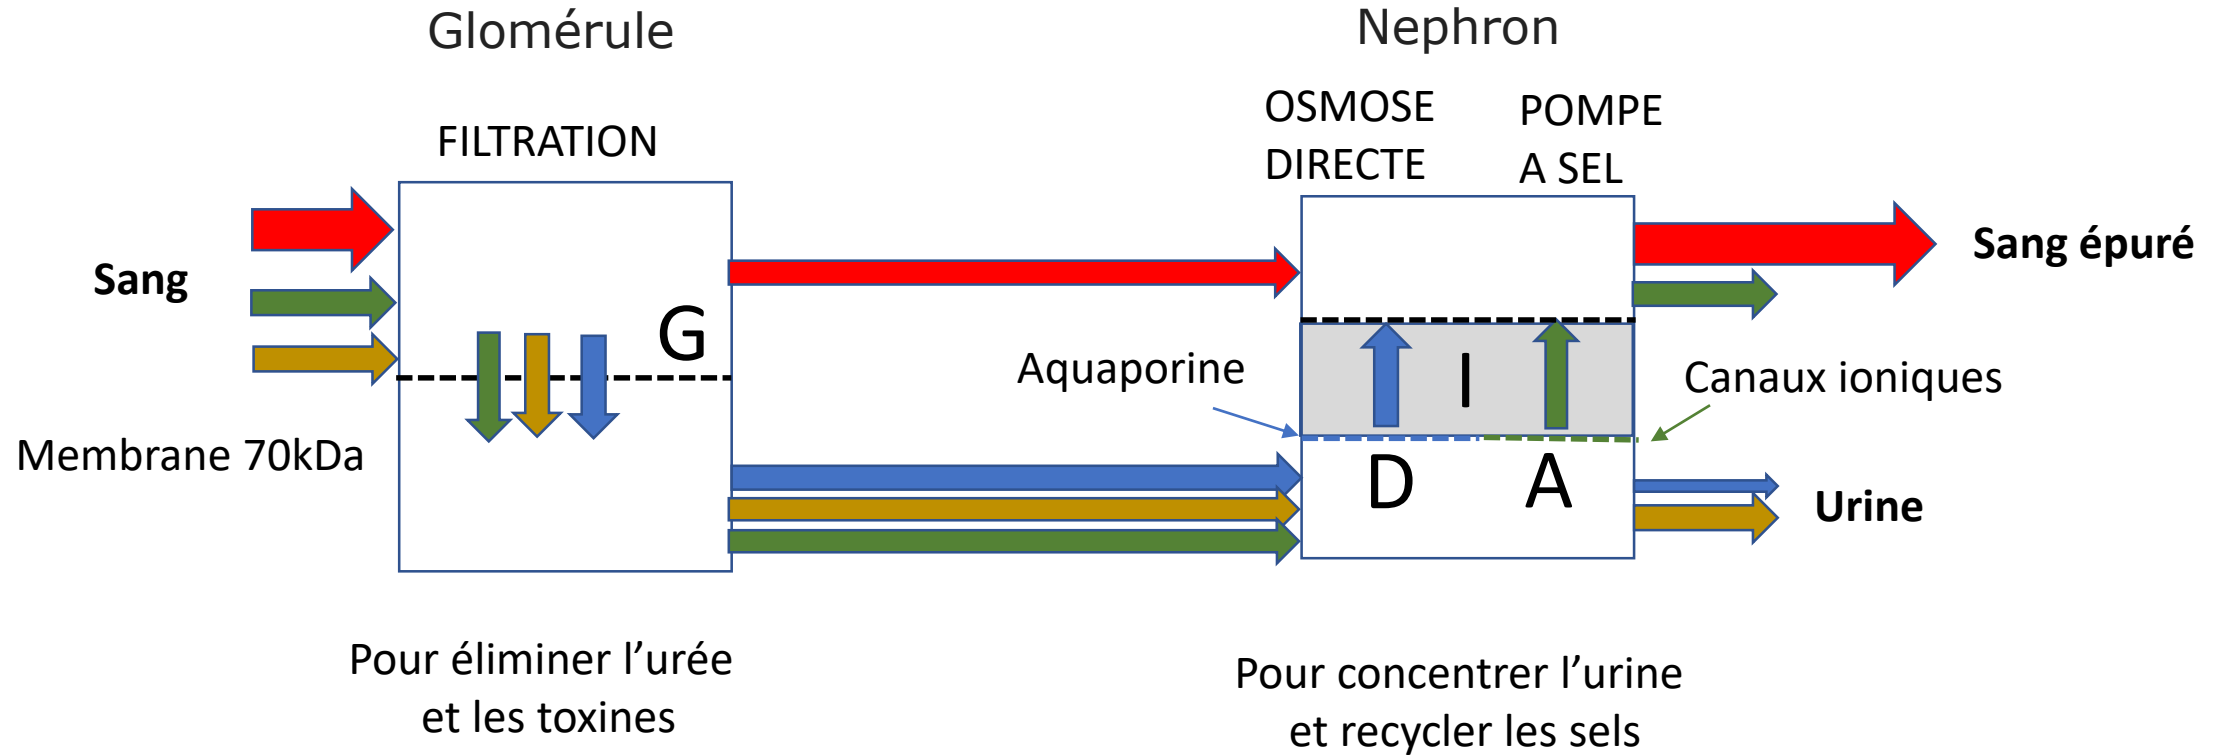 Glomérule
Nephron
FILTRATION
OSMOSE
DIRECTE
POMPE
A SEL
Sang
Sang épuré
G
I
Aquaporine
Canaux ioniques
Membrane 70kDa
D
A
Urine
Pour éliminer l’urée
et les toxines
Pour concentrer l’urine
et recycler les sels